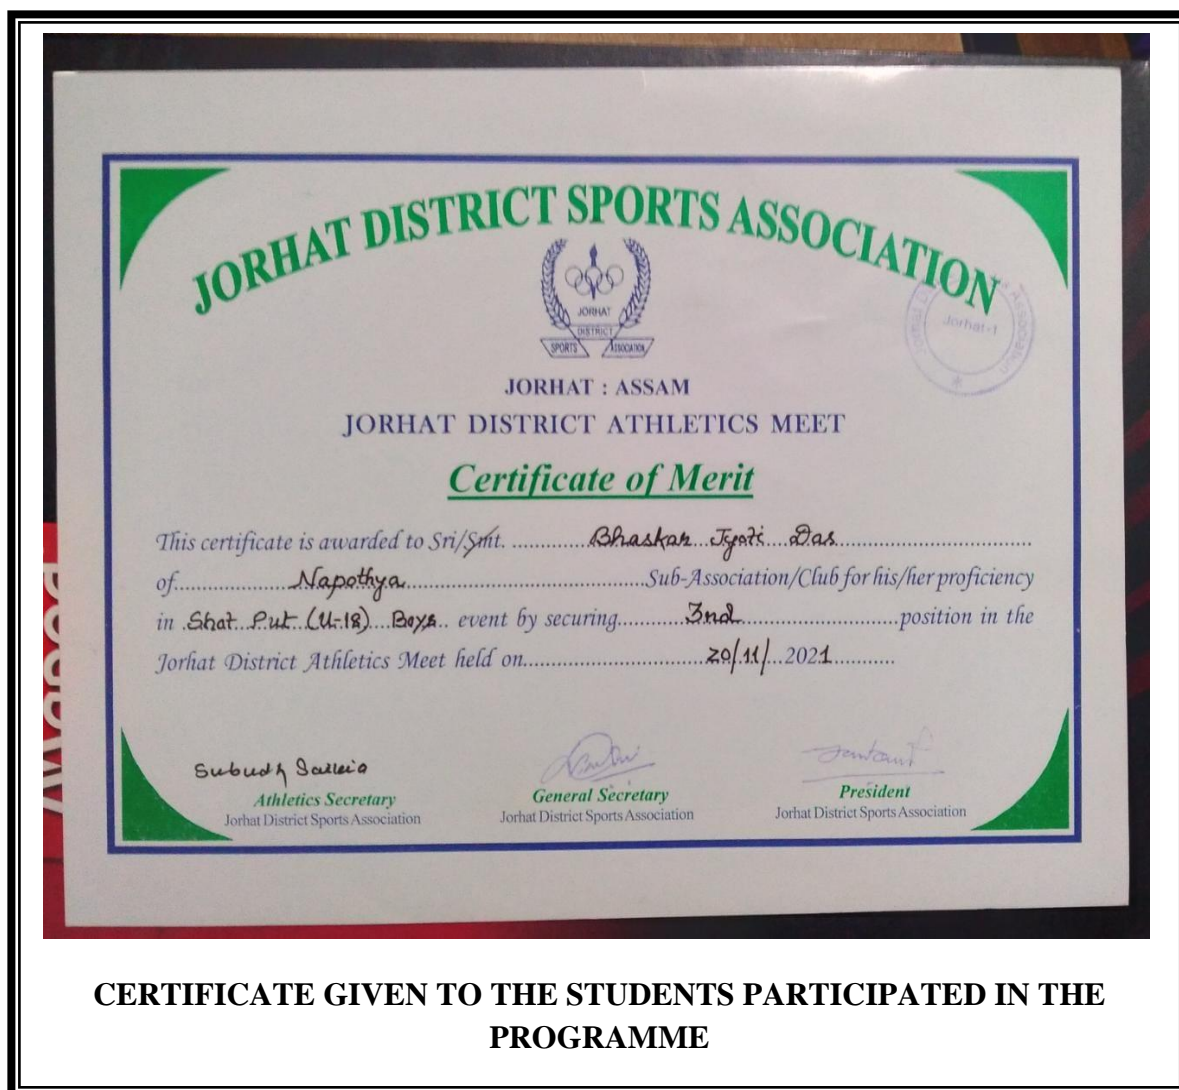 JORHAT DISTRICT SPORTS ASSOCIATION
JORHAT
DISTRICT
SPORTS ASSOCIATION
Jorhat-1
Association
JORHAT : ASSAM
JORHAT DISTRICT ATHLETICS MEET
Certificate of Merit
This certificate is awarded to Sri/Smt. Bhaskar Jyoti Das
of Napothya Sub-Association/Club for his/her proficiency
in Shot Put (U-18) Boys event by securing 3nd position in the
Jorhat District Athletics Meet held on 20/11/2021
Subudh
Athletics Secretary
Jorhat District Sports Association
General Secretary
Jorhat District Sports Association
President
Jorhat District Sports Association
CERTIFICATE GIVEN TO THE STUDENTS PARTICIPATED IN THE
PROGRAMME